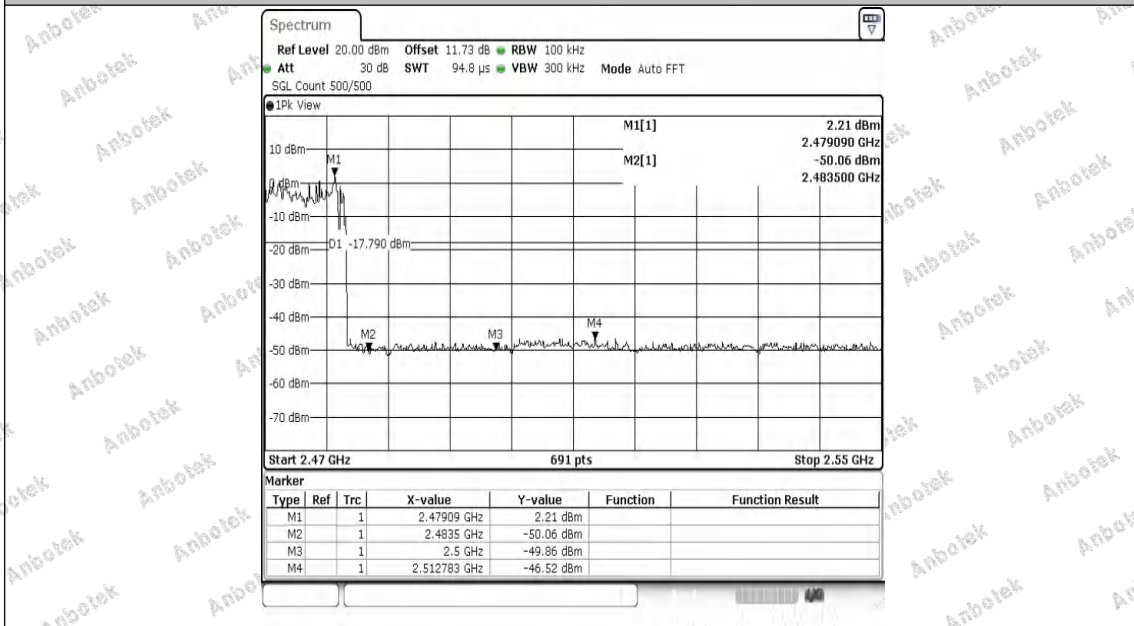 Spectrum
Ref Level 20.00 dBm Offset 11.73 dB RBW 100 kHz
Att 30 dB SWT 94.8 µs VBW 300 kHz Mode Auto FFT
SGL Count 500/500
1Pk View
M1[1] 2.21 dBm
2.479090 GHz
M2[1] -50.06 dBm
2.483500 GHz
10 dBm
M1
0 dBm
-10 dBm
D1 -17.790 dBm
-20 dBm
-30 dBm
-40 dBm
M2 M3 M4
-50 dBm
-60 dBm
-70 dBm
Start 2.47 GHz 691 pts Stop 2.55 GHz
Marker
Type Ref Trc X-value Y-value Function Function Result
M1 1 2.47909 GHz 2.21 dBm
M2 1 2.4835 GHz -50.06 dBm
M3 1 2.5 GHz -49.86 dBm
M4 1 2.512783 GHz -46.52 dBm
Anbotek